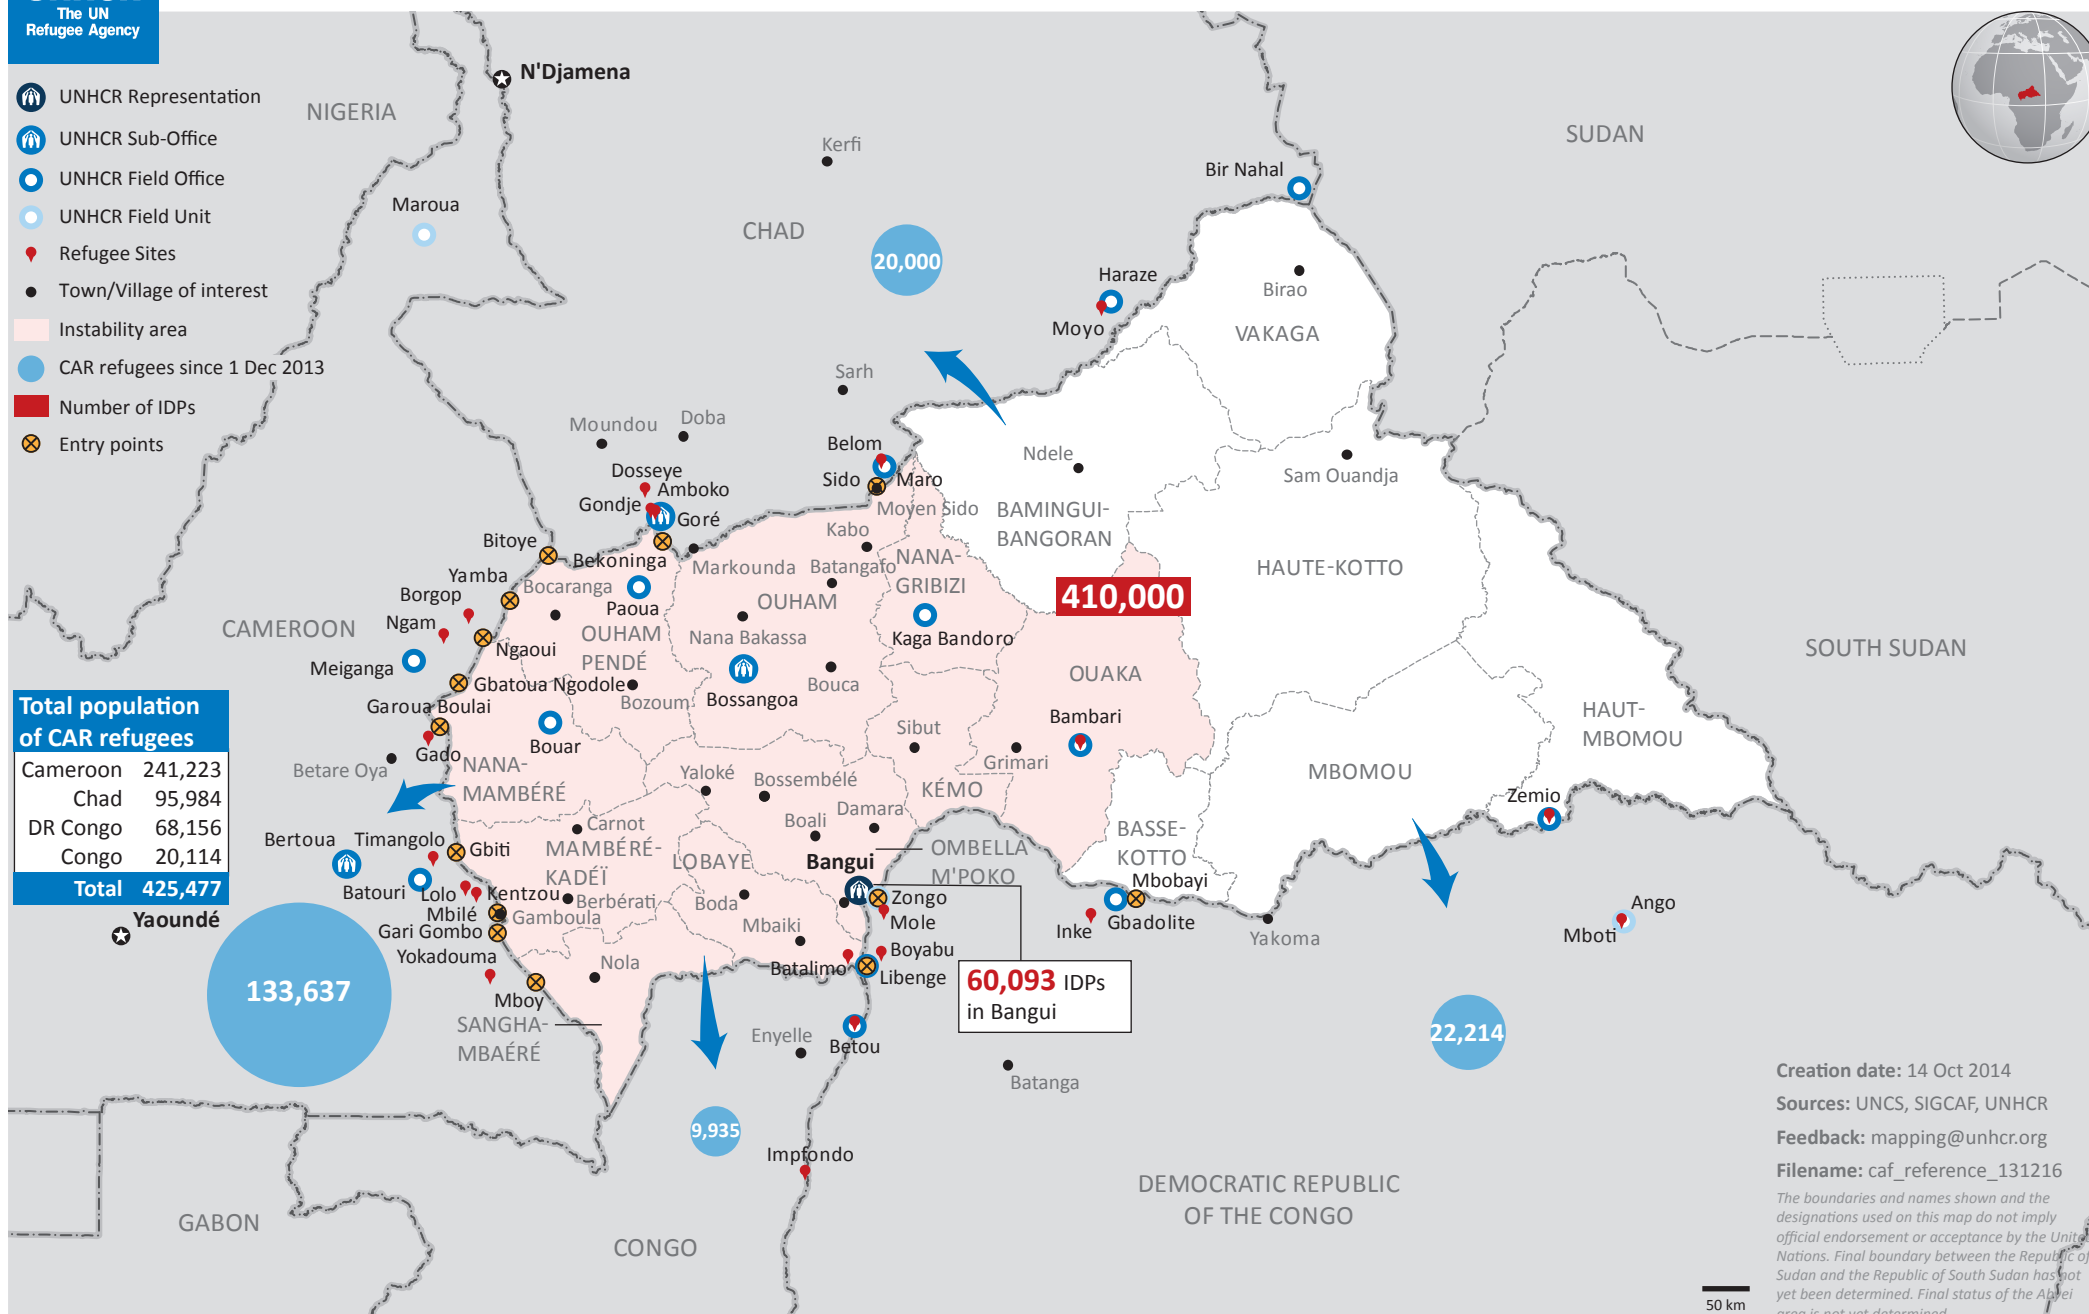 The UN
Refugee Agency
UNHCR Representation
UNHCR Sub-Office
UNHCR Field Office
UNHCR Field Unit
Refugee Sites
Town/Village of interest
Instability area
CAR refugees since 1 Dec 2013
Number of IDPs
Entry points
N'Djamena
NIGERIA
Maroua
Kerfi
CHAD
20,000
SUDAN
Bir Nahal
Haraze
Moyo
Birao
VAKAGA
Sarh
Moundou
Doba
Belom
Sido
Maro
Moyen Sido
Ndele
BAMINGUI-
BANGORAN
Sam Ouandja
HAUTE-KOTTO
Dosseye
Amboko
Gondje
Goré
Bitoye
Bekoninga
Markounda
Kabo
Batangafo
NANA-
GRIBIZI
410,000
Yamba
Bocaranga
Paoua
OUHAM
Borgop
Ngam
CAMEROON
Ngaoui
OUHAM
PENDÉ
Nana Bakassa
Kaga Bandoro
Meiganga
Gbatoua Ngodole
Bozoum
Bossangoa
Bouca
OUAKA
SOUTH SUDAN
Garoua Boulai
Bouar
Sibut
Bambari
HAUT-
MBOMOU
Gado
Betare Oya
NANA-
MAMBÉRÉ
Yaloké
Bossembélé
Grimari
KÉMO
MBOMOU
Zemio
Total population
of CAR refugees
Cameroon 241,223
Chad 95,984
DR Congo 68,156
Congo 20,114
Total 425,477
Yaoundé
Bertoua
Timangolo
Gbiti
Carnot
MAMBÉRÉ-
KADÉÏ
LOBAYE
Boali
Damara
Bangui
OMBELLA
M'POKO
BASSE-
KOTTO
Mbobayi
Batouri
Lolo
Kentzou
Mbilé
Gamboula
Berbérati
Boda
Zongo
Mole
Inke
Gbadolite
Yakoma
Ango
Mboti
Gari Gombo
Mbaiki
Yokadouma
Nola
Batalimo
Boyabu
Libenge
60,093 IDPs
in Bangui
133,637
Mboy
SANGHA-
MBAÉRÉ
Enyelle
Betou
Batanga
22,214
9,935
Impfondo
GABON
CONGO
DEMOCRATIC REPUBLIC
OF THE CONGO
Creation date: 14 Oct 2014
Sources: UNCS, SIGCAF, UNHCR
Feedback: mapping@unhcr.org
Filename: caf_reference_131216
The boundaries and names shown and the
designations used on this map do not imply
official endorsement or acceptance by the United
Nations. Final boundary between the Republic of
Sudan and the Republic of South Sudan has not
yet been determined. Final status of the Abyei
area is not yet determined
50 km